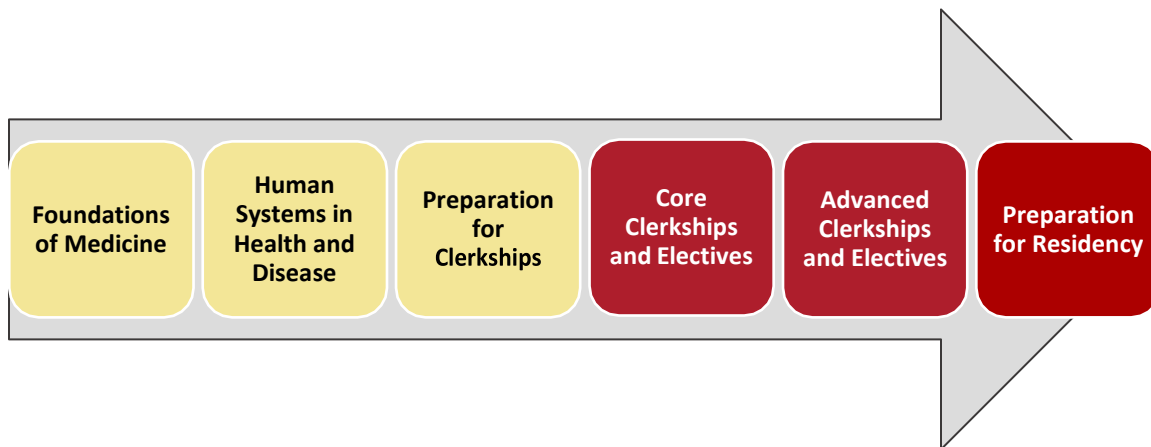 Foundations
of Medicine
Human
Systems in
Health and
Disease
Preparation
for
Clerkships
Core
Clerkships
and Electives
Advanced
Clerkships
and Electives
Preparation
for Residency